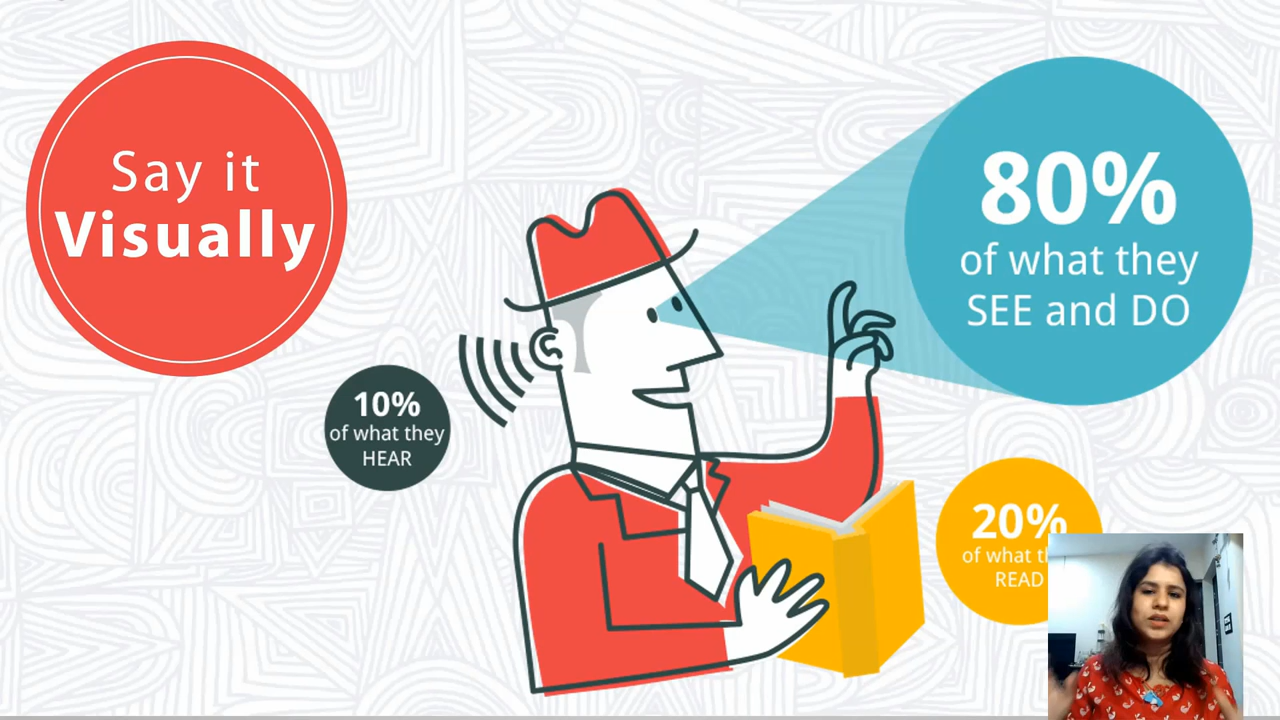 Say it
Visually
80%
of what they
SEE and DO
10%
of what they
HEAR
20%
of what
READ